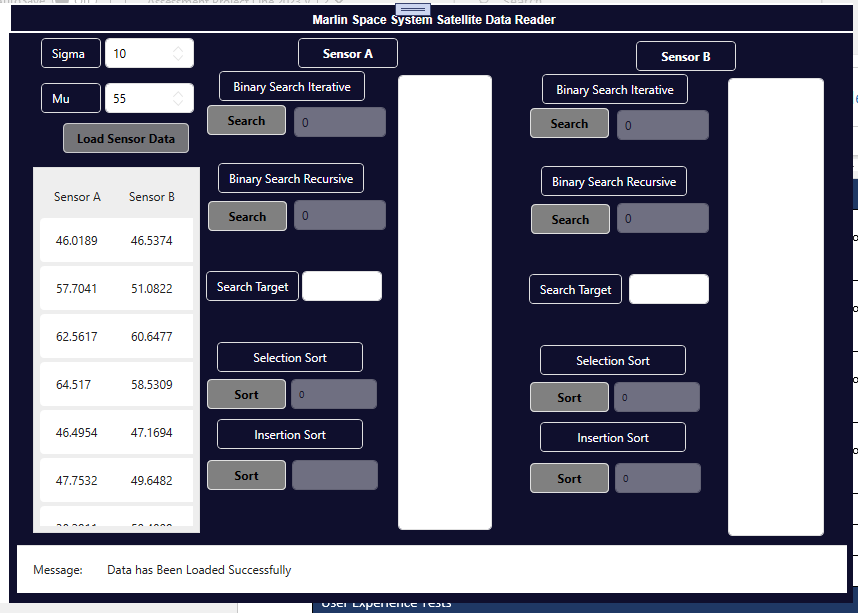 Marlin Space System Satellite Data Reader
Sigma 10
Mu 55
Load Sensor Data
Sensor A Sensor B
46.0189 46.5374
57.7041 51.0822
62.5617 60.6477
64.517 58.5309
46.4954 47.1694
47.7532 49.6482
Sensor A
Binary Search Iterative
Search 0
Binary Search Recursive
Search 0
Search Target
Selection Sort
Sort 0
Insertion Sort
Sort
Sensor B
Binary Search Iterative
Search 0
Binary Search Recursive
Search 0
Search Target
Selection Sort
Sort 0
Insertion Sort
Sort 0
Message: Data has Been Loaded Successfully
User Experience Tests